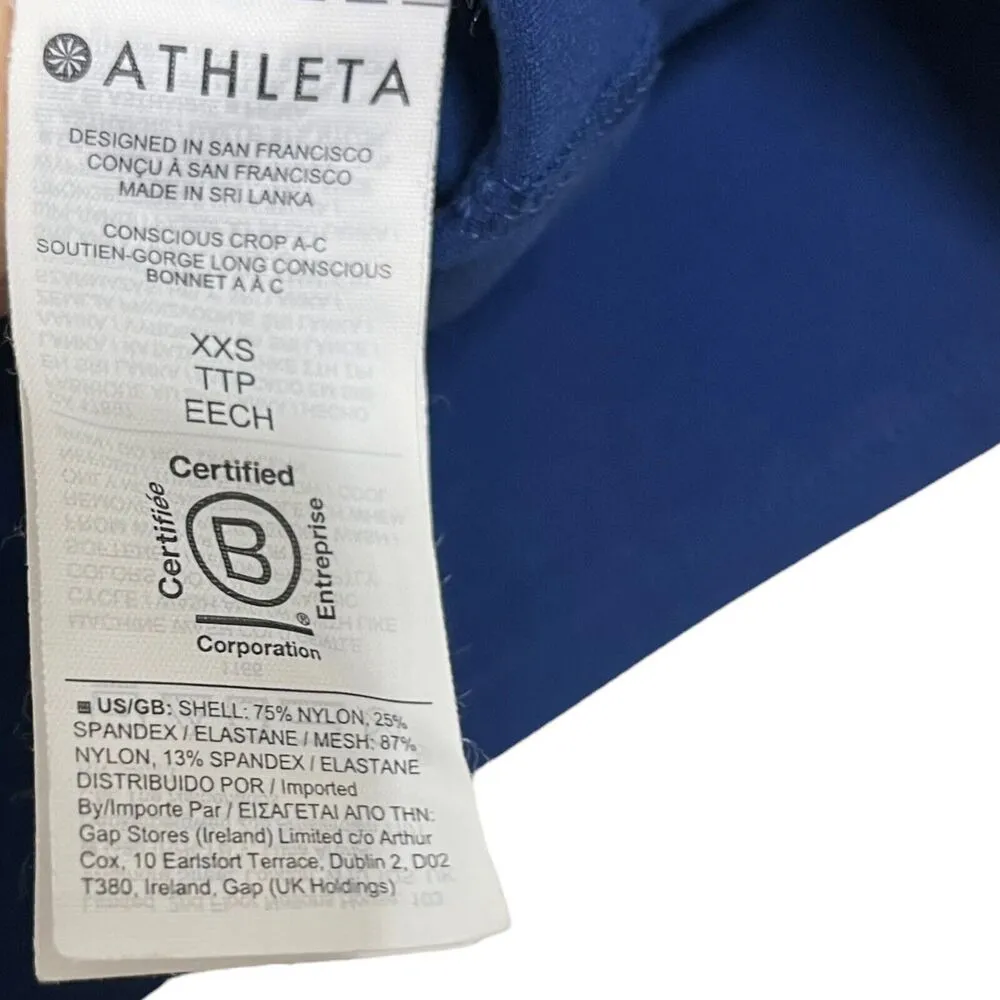 ATHLETA
DESIGNED IN SAN FRANCISCO
CONÇU À SAN FRANCISCO
MADE IN SRI LANKA
CONSCIOUS CROP A-C
SOUTIEN-GORGE LONG CONSCIOUS
BONNET A À C
XXS
TTP
EECH
Certified
Certifiée
B
Entreprise
®
Corporation
US/GB: SHELL: 75% NYLON, 25%
SPANDEX / ELASTANE / MESH: 87%
NYLON, 13% SPANDEX / ELASTANE
DISTRIBUIDO POR / Imported
By/Importe Par / ΕΙΣΑΓΕΤΑΙ ΑΠΟ ΤΗΝ:
Gap Stores (Ireland) Limited c/o Arthur
Cox, 10 Earlsfort Terrace, Dublin 2, D02
T380, Ireland, Gap (UK Holdings)